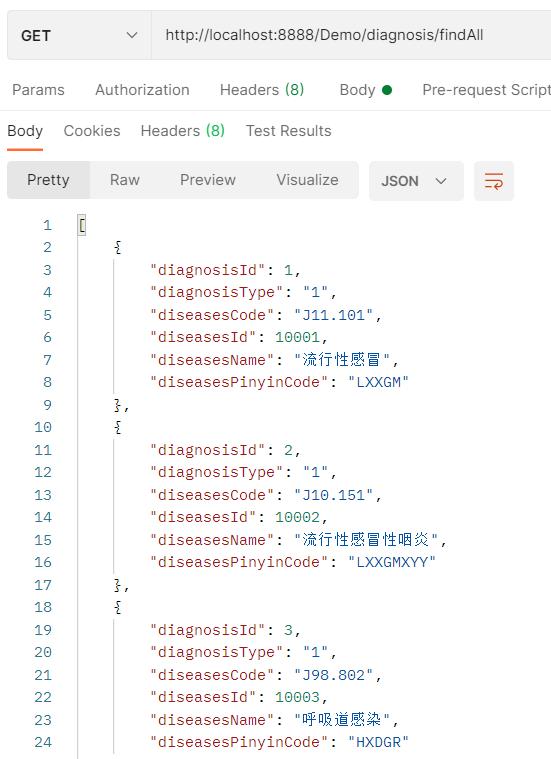 GET http://localhost:8888/Demo/diagnosis/findAll
Params Authorization Headers (8) Body Pre-request Script
Body Cookies Headers (8) Test Results
Pretty Raw Preview Visualize JSON
1 [
2 {
3 "diagnosisId": 1,
4 "diagnosisType": "1",
5 "diseasesCode": "J11.101",
6 "diseasesId": 10001,
7 "diseasesName": "流行性感冒",
8 "diseasesPinyinCode": "LXXGM"
9 },
10 {
11 "diagnosisId": 2,
12 "diagnosisType": "1",
13 "diseasesCode": "J10.151",
14 "diseasesId": 10002,
15 "diseasesName": "流行性感冒性咽炎",
16 "diseasesPinyinCode": "LXXGMXYY"
17 },
18 {
19 "diagnosisId": 3,
20 "diagnosisType": "1",
21 "diseasesCode": "J98.802",
22 "diseasesId": 10003,
23 "diseasesName": "呼吸道感染",
24 "diseasesPinyinCode": "HXDGR"